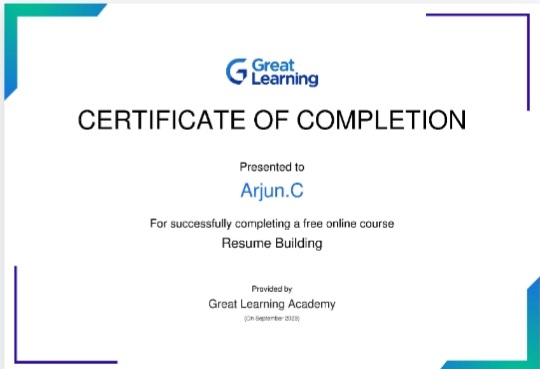 Great
Learning
CERTIFICATE OF COMPLETION
Presented to
Arjun.C
For successfully completing a free online course
Resume Building
Provided by
Great Learning Academy
(On September 2023)